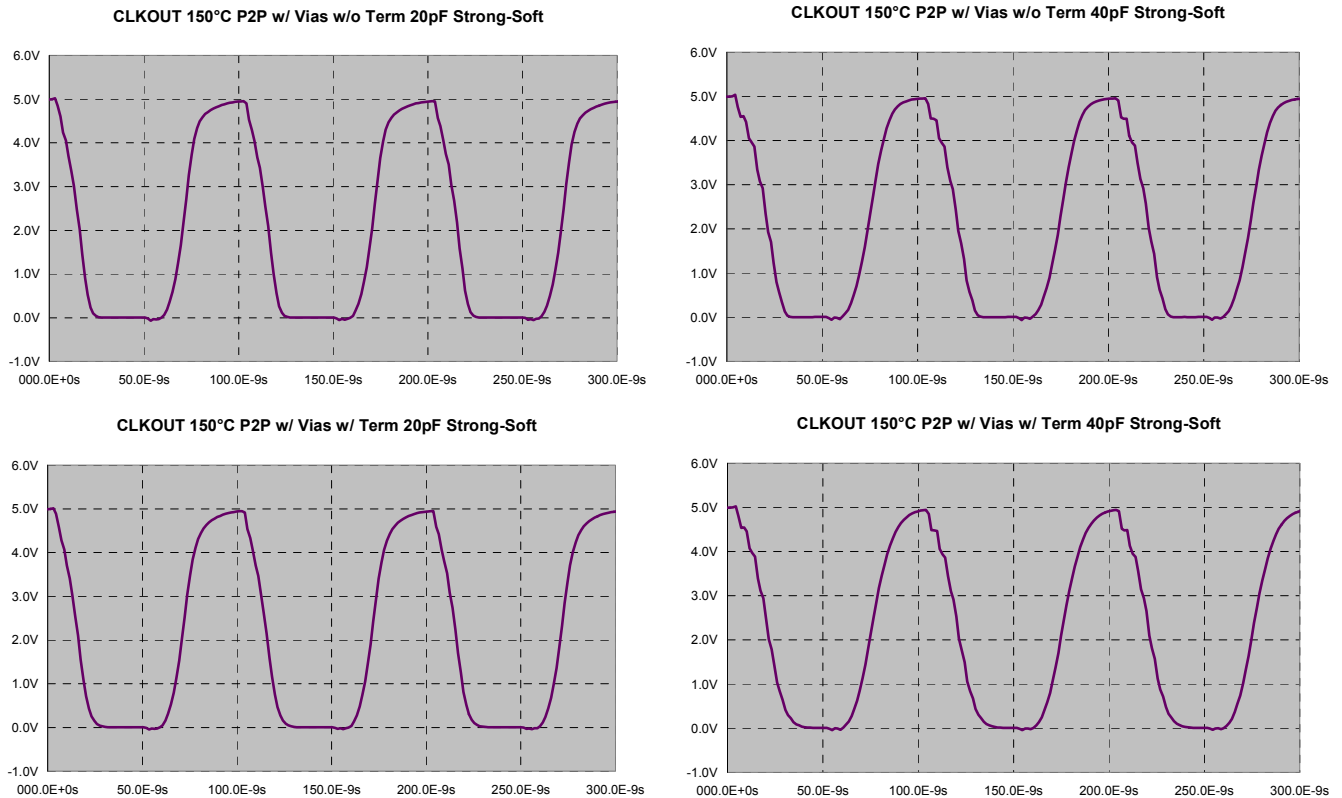 CLKOUT 150°C P2P w/ Vias w/o Term 20pF Strong-Soft
6.0V
5.0V
4.0V
3.0V
2.0V
1.0V
0.0V
-1.0V
000.0E+0s 50.0E-9s 100.0E-9s 150.0E-9s 200.0E-9s 250.0E-9s 300.0E-9s
CLKOUT 150°C P2P w/ Vias w/o Term 40pF Strong-Soft
6.0V
5.0V
4.0V
3.0V
2.0V
1.0V
0.0V
-1.0V
000.0E+0s 50.0E-9s 100.0E-9s 150.0E-9s 200.0E-9s 250.0E-9s 300.0E-9s
CLKOUT 150°C P2P w/ Vias w/ Term 20pF Strong-Soft
6.0V
5.0V
4.0V
3.0V
2.0V
1.0V
0.0V
-1.0V
000.0E+0s 50.0E-9s 100.0E-9s 150.0E-9s 200.0E-9s 250.0E-9s 300.0E-9s
CLKOUT 150°C P2P w/ Vias w/ Term 40pF Strong-Soft
6.0V
5.0V
4.0V
3.0V
2.0V
1.0V
0.0V
-1.0V
000.0E+0s 50.0E-9s 100.0E-9s 150.0E-9s 200.0E-9s 250.0E-9s 300.0E-9s